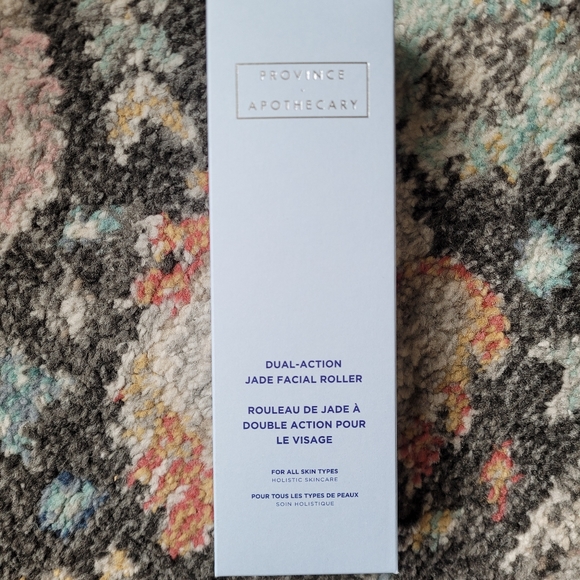 PROVINCE
APOTHECARY
DUAL-ACTION
JADE FACIAL ROLLER
ROULEAU DE JADE À
DOUBLE ACTION POUR
LE VISAGE
FOR ALL SKIN TYPES
HOLISTIC SKINCARE
POUR TOUS LES TYPES DE PEAUX
SOIN HOLISTIQUE